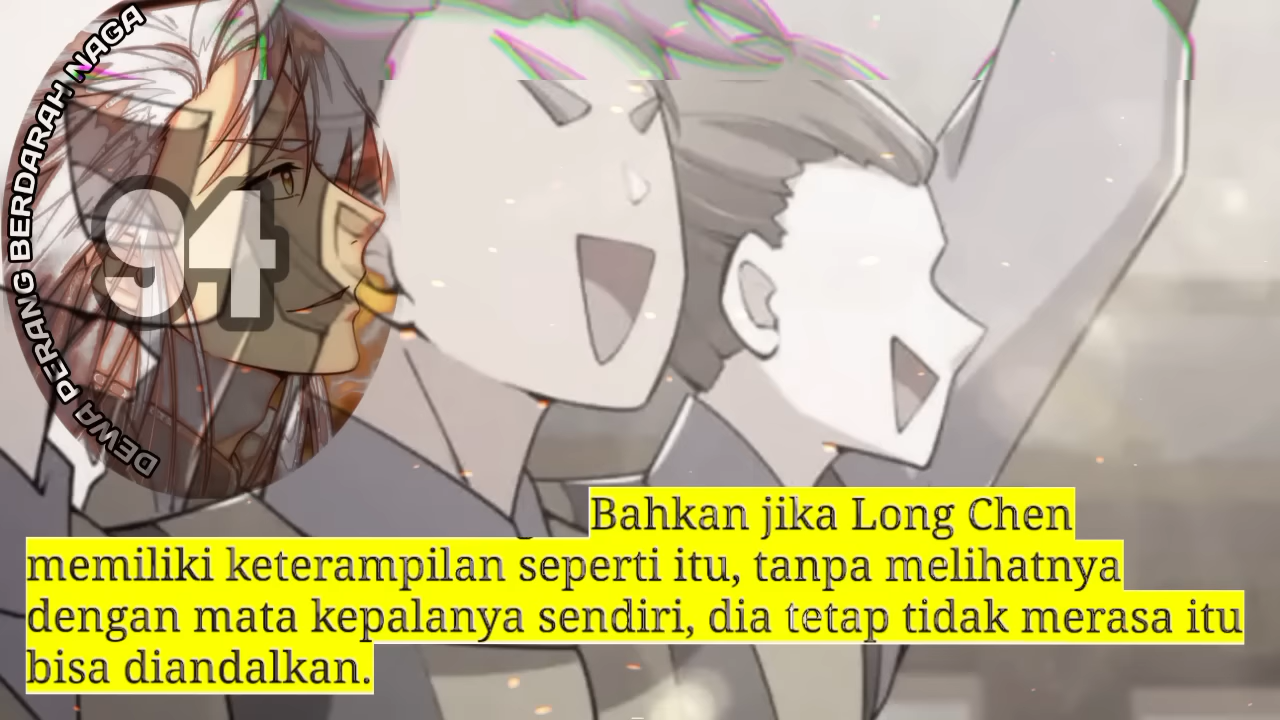 DEWA PERANG BERDARAH NAGA
94
Bahkan jika Long Chen
memiliki keterampilan seperti itu, tanpa melihatnya
dengan mata kepalanya sendiri, dia tetap tidak merasa itu
bisa diandalkan.